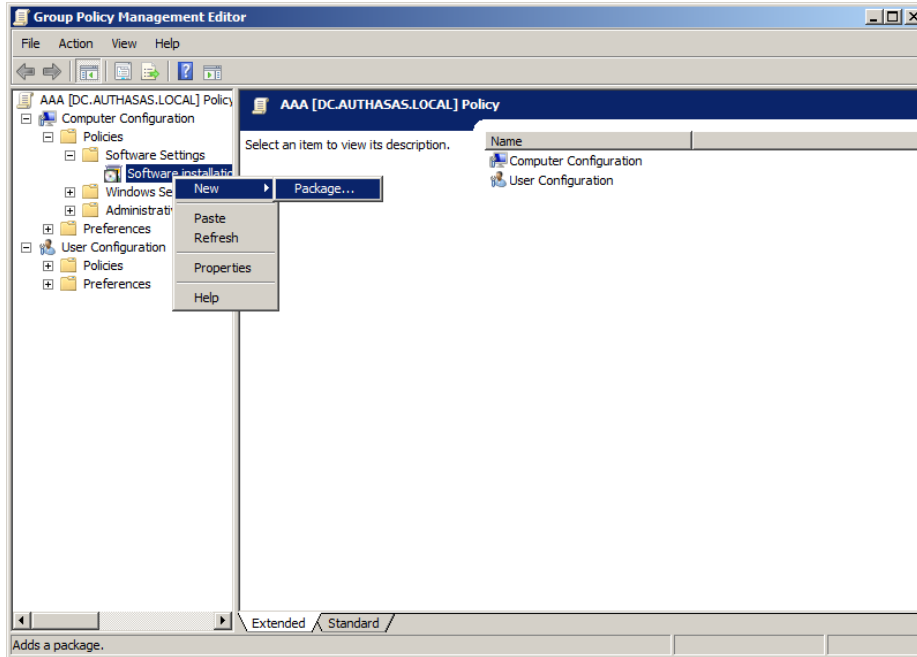 Group Policy Management Editor
File Action View Help
AAA [DC.AUTHASAS.LOCAL] Policy
Computer Configuration
Policies
Software Settings
Software installatio
Windows Se
Administrati
Preferences
User Configuration
Policies
Preferences
New
Package...
Paste
Refresh
Properties
Help
AAA [DC.AUTHASAS.LOCAL] Policy
Select an item to view its description.
Name
Computer Configuration
User Configuration
Extended Standard
Adds a package.